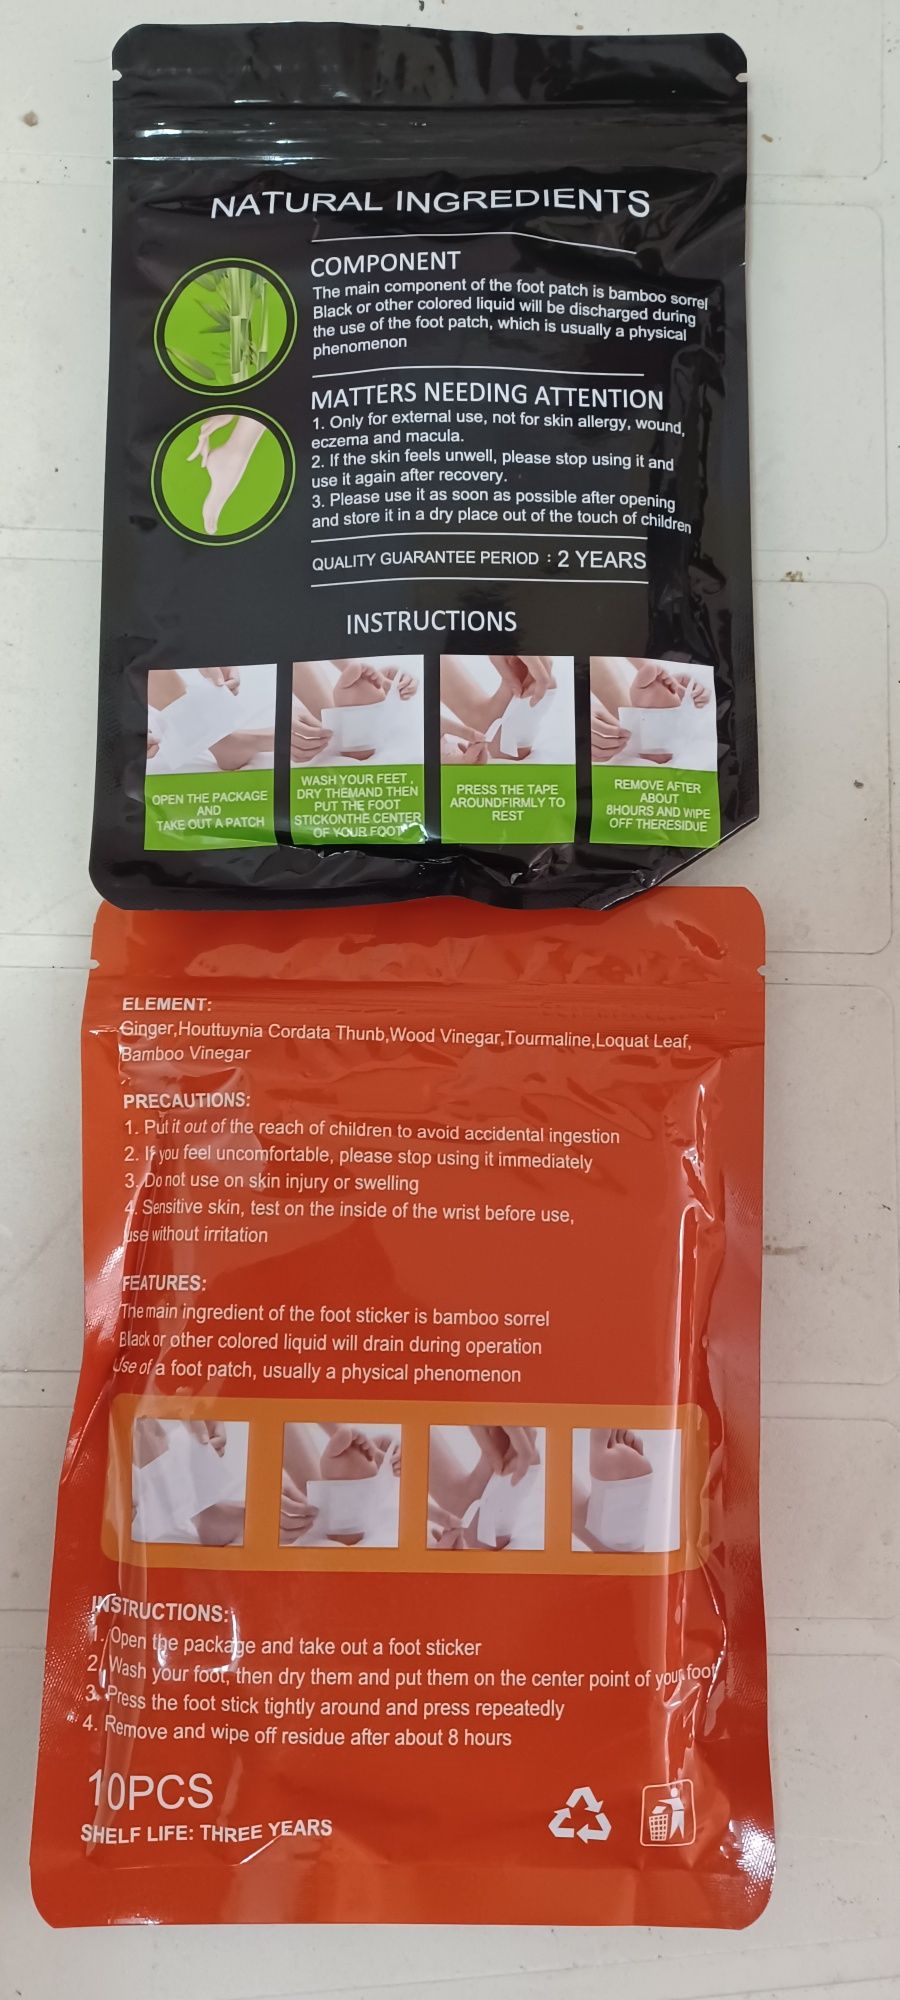 NATURAL INGREDIENTS
COMPONENT
The main component of the foot patch is bamboo sorrel
Black or other colored liquid will be discharged during
the use of the foot patch, which is usually a physical
phenomenon
MATTERS NEEDING ATTENTION
1. Only for external use, not for skin allergy, wound,
eczema and macula.
2. If the skin feels unwell, please stop using it and
use it again after recovery.
3. Please use it as soon as possible after opening
and store it in a dry place out of the touch of children
QUALITY GUARANTEE PERIOD : 2 YEARS
INSTRUCTIONS
OPEN THE PACKAGE
AND
TAKE OUT A PATCH
WASH YOUR FEET ,
DRY THEMAND THEN
PUT THE FOOT
STICKONTHE CENTER
OF YOUR FOOT
PRESS THE TAPE
AROUNDFIRMLY TO
REST
REMOVE AFTER
ABOUT
8HOURS AND WIPE
OFF THERESIDUE
ELEMENT:
Ginger,Houttuynia Cordata Thunb,Wood Vinegar,Tourmaline,Loquat Leaf,
Bamboo Vinegar
PRECAUTIONS:
1. Put it out of the reach of children to avoid accidental ingestion
2. If you feel uncomfortable, please stop using it immediately
3. Do not use on skin injury or swelling
4. Sensitive skin, test on the inside of the wrist before use,
use without irritation
FEATURES:
The main ingredient of the foot sticker is bamboo sorrel
Black or other colored liquid will drain during operation
Use of a foot patch, usually a physical phenomenon
INSTRUCTIONS:
1. Open the package and take out a foot sticker
2. Wash your foot, then dry them and put them on the center point of your foot
3. Press the foot stick tightly around and press repeatedly
4. Remove and wipe off residue after about 8 hours
10PCS
SHELF LIFE: THREE YEARS